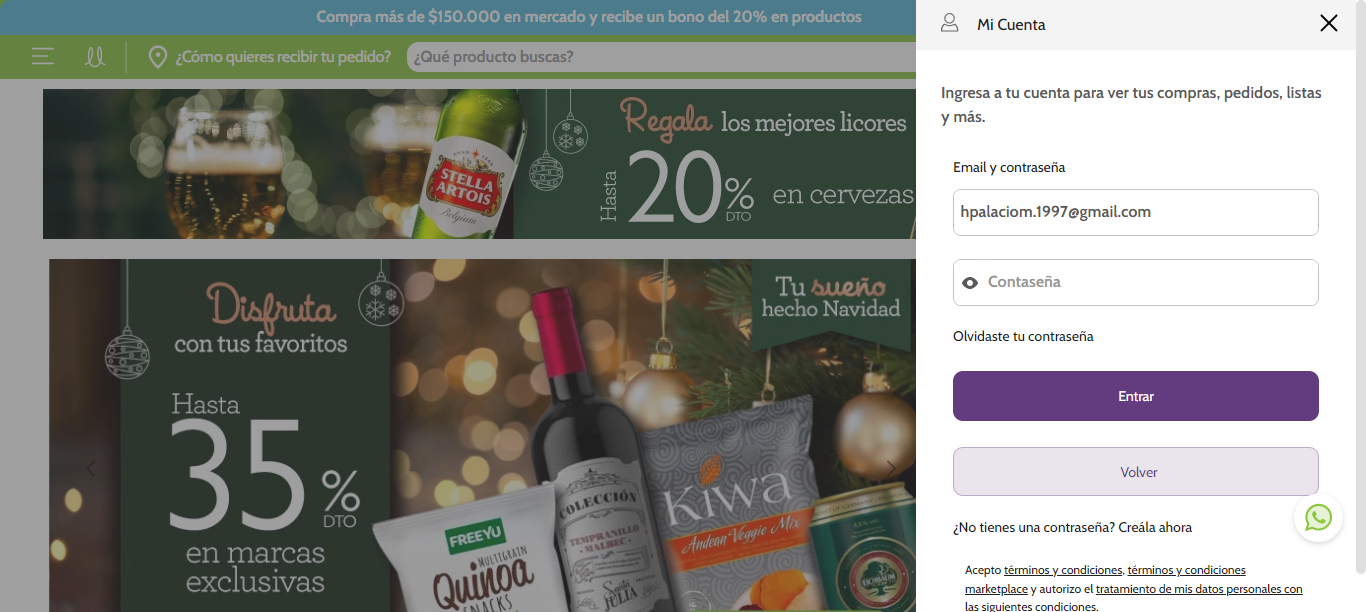 Compra más de $150.000 en mercado y recibe un bono del 20% en productos
¿Cómo quieres recibir tu pedido?
¿Qué producto buscas?
Regala los mejores licores
Hasta 20% DTO en cervezas
STELLA
ARTOIS
Belgium
Disfruta
con tus favoritos
Hasta
35%
DTO
en marcas
exclusivas
Tu sueño
hecho Navidad
FREEYU
MULTIGRAIN
Quinoa
SNACKS
COLECCIÓN
TEMPRANILLO
- MALBEC -
Santa
JULIA
KIWA
Andean Veggie Mix
EICHBAUM
Mi Cuenta
Ingresa a tu cuenta para ver tus compras, pedidos, listas
y más.
Email y contraseña
hpalaciom.1997@gmail.com
Contaseña
Olvidaste tu contraseña
Entrar
Volver
¿No tienes una contraseña? Creála ahora
Acepto términos y condiciones, términos y condiciones
marketplace y autorizo el tratamiento de mis datos personales con
las siguientes condiciones.